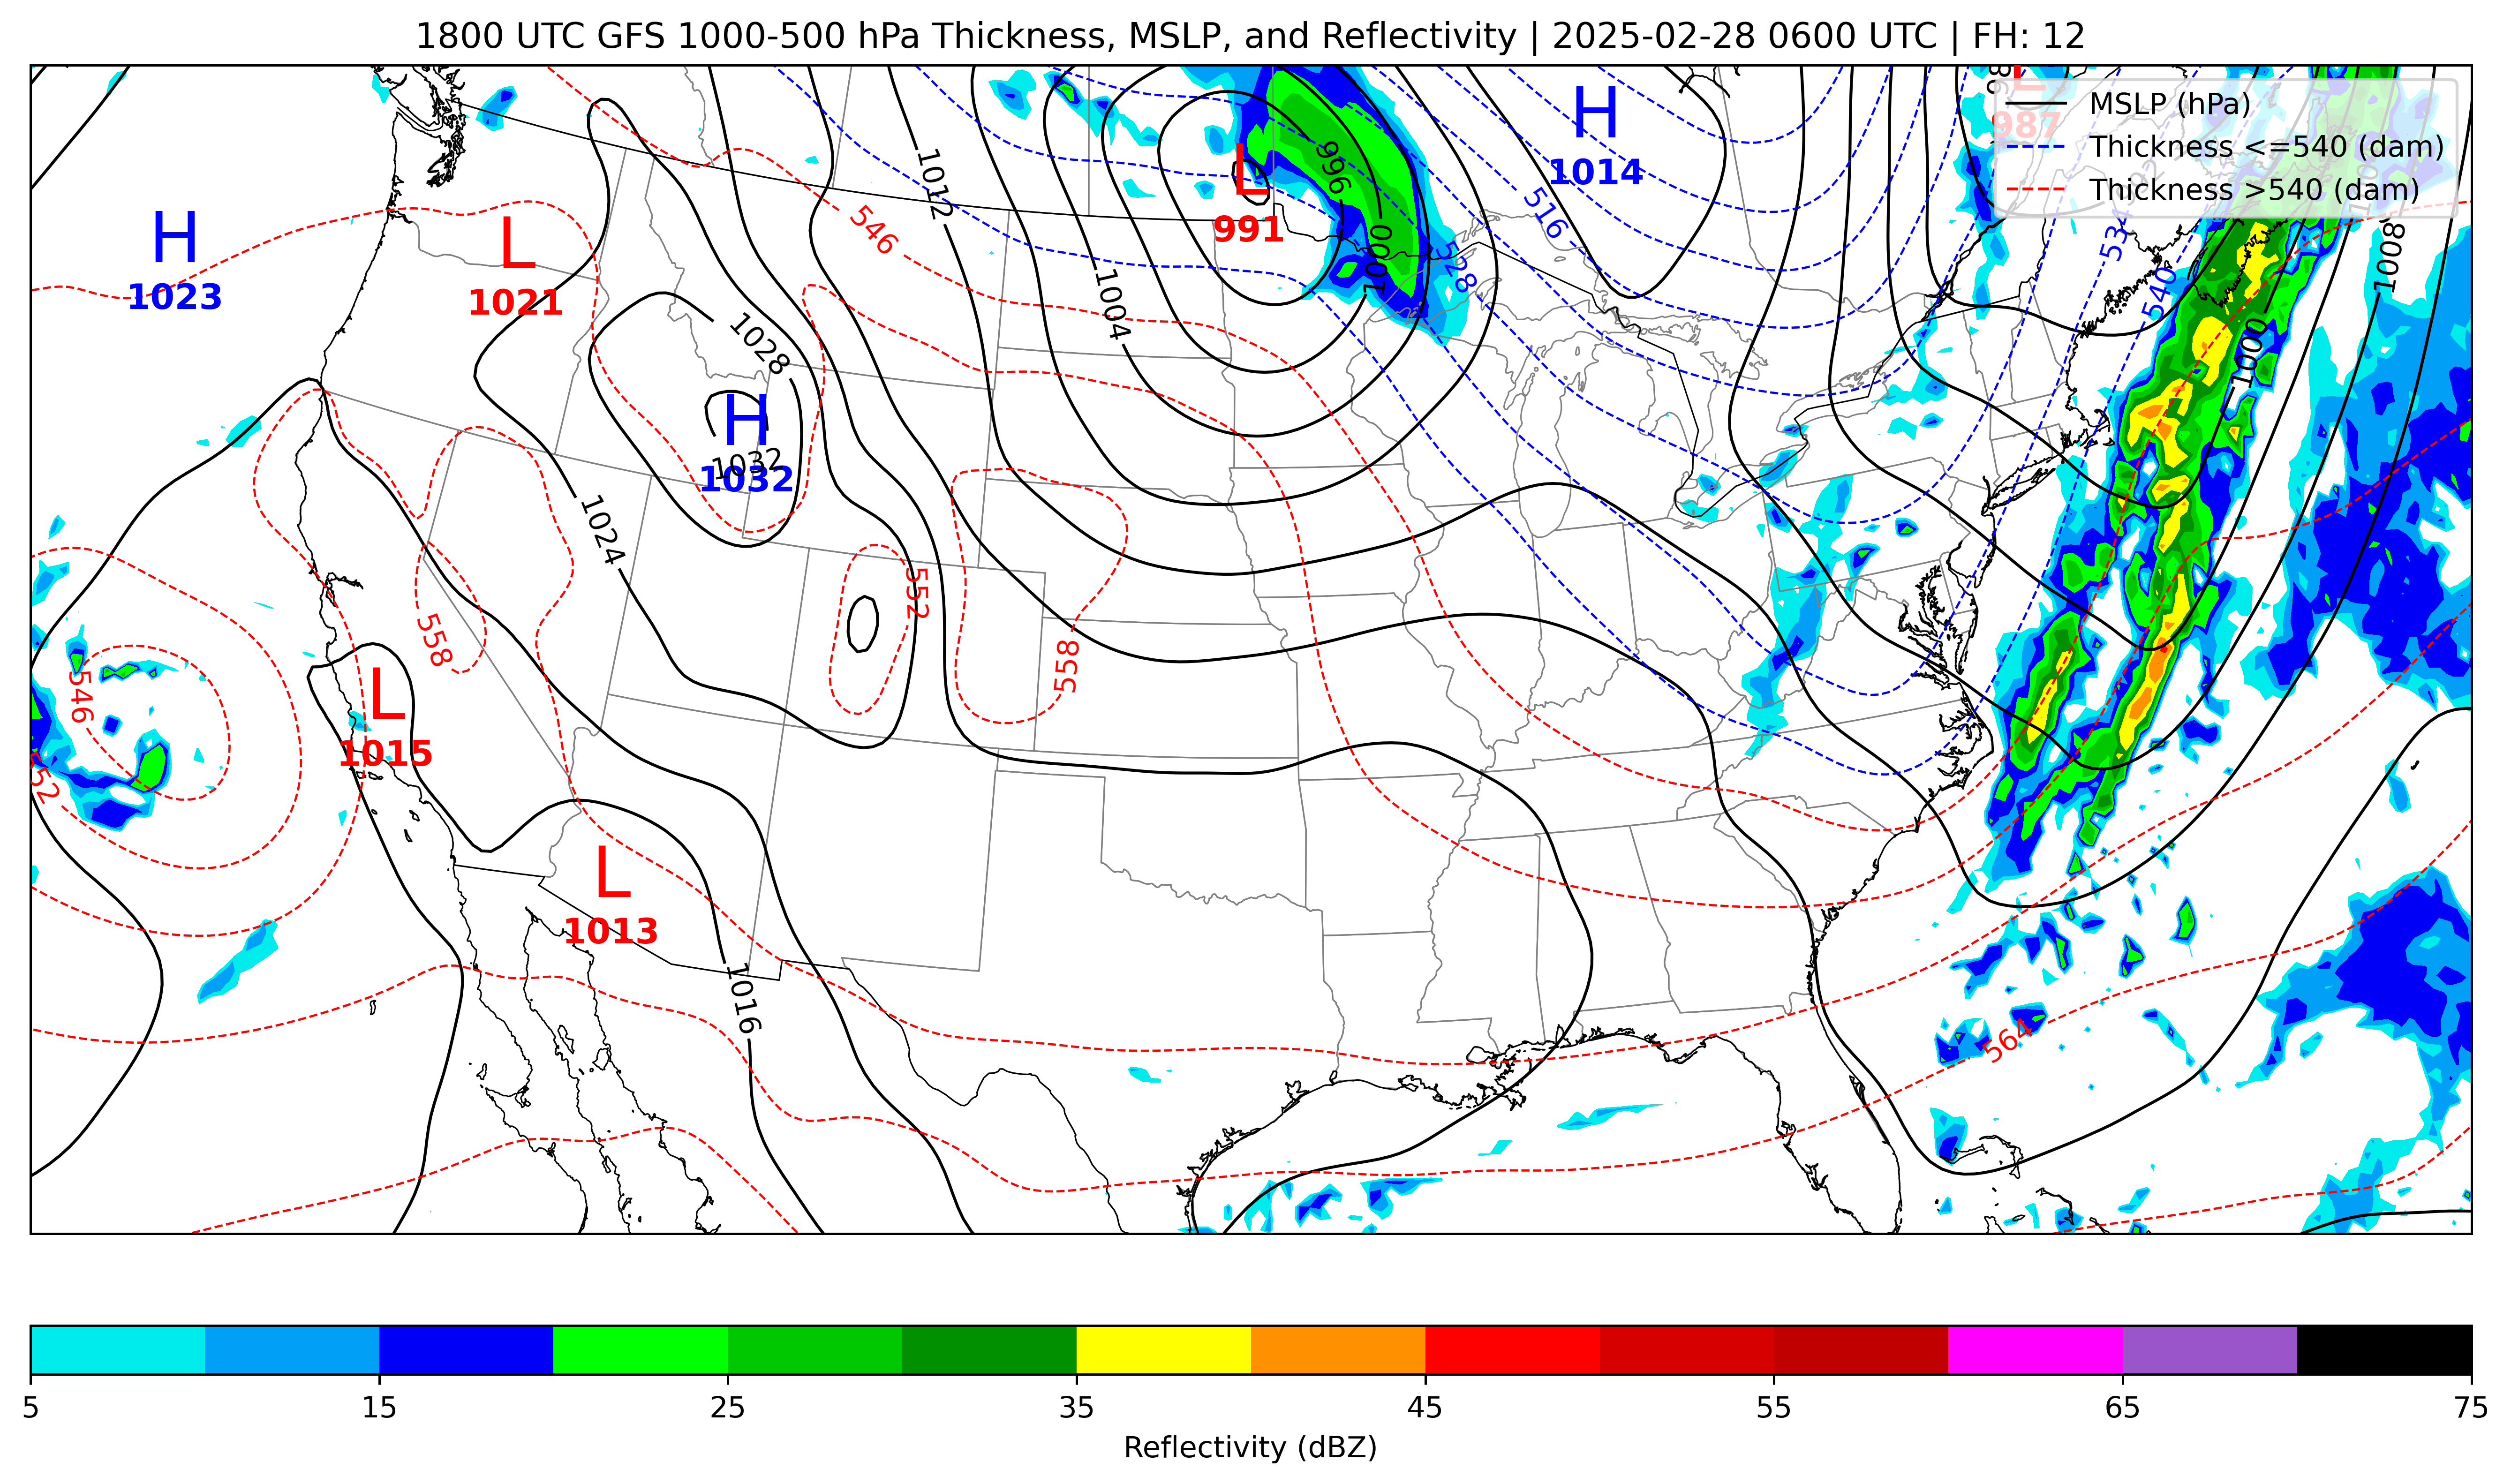 1800 UTC GFS 1000-500 hPa Thickness, MSLP, and Reflectivity | 2025-02-28 0600 UTC | FH: 12
MSLP (hPa)
Thickness <=540 (dam)
Thickness >540 (dam)
L
987
H
1014
L
991
H
1023
L
1021
H
1032
L
1015
L
1013
1012
996
1000
1004
546
516
528
534
540
1008
1000
1028
1032
1024
552
558
558
546
552
1016
564
5 15 25 35 45 55 65 75
Reflectivity (dBZ)